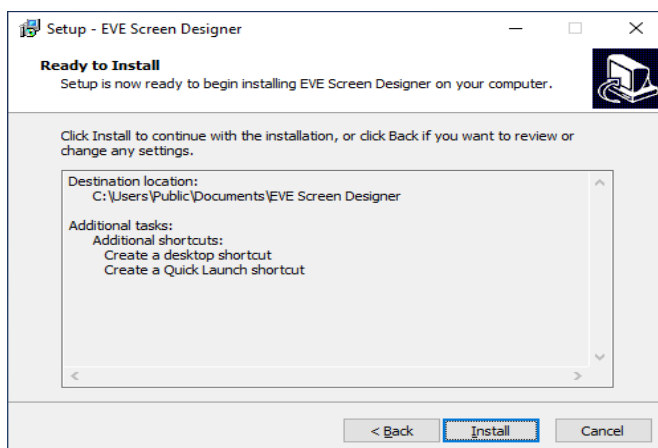 Setup - EVE Screen Designer
Ready to Install
Setup is now ready to begin installing EVE Screen Designer on your computer.
Click Install to continue with the installation, or click Back if you want to review or
change any settings.
Destination location:
C:\Users\Public\Documents\EVE Screen Designer
Additional tasks:
Additional shortcuts:
Create a desktop shortcut
Create a Quick Launch shortcut
< Back
Install
Cancel